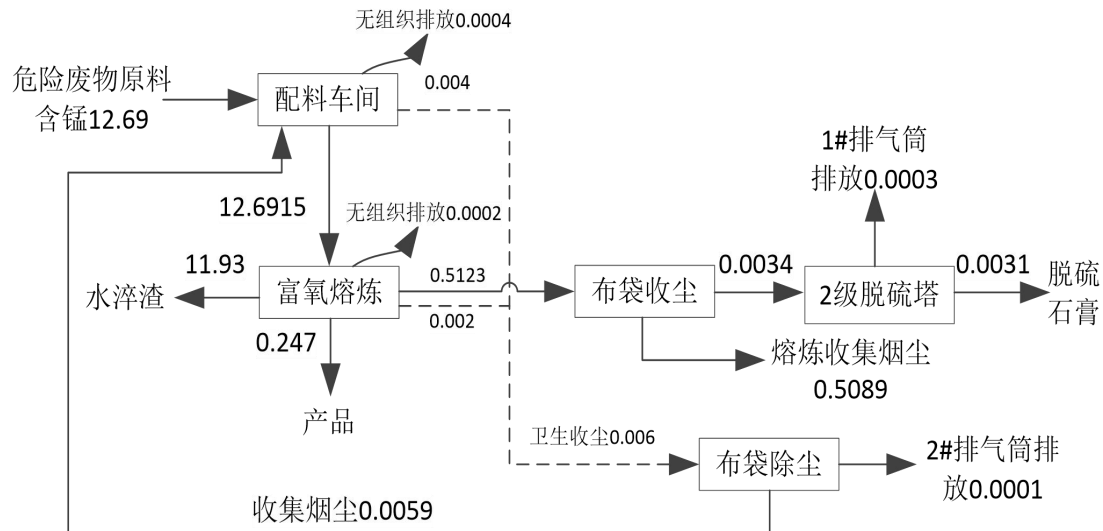 无组织排放0.0004
危险废物原料
含锰12.69
配料车间
0.004
1#排气筒
排放0.0003
12.6915
无组织排放0.0002
11.93
水淬渣
富氧熔炼
0.5123
0.002
布袋收尘
0.0034
2级脱硫塔
0.0031
脱硫
石膏
0.247
产品
熔炼收集烟尘
0.5089
卫生收尘0.006
布袋除尘
2#排气筒排
放0.0001
收集烟尘0.0059